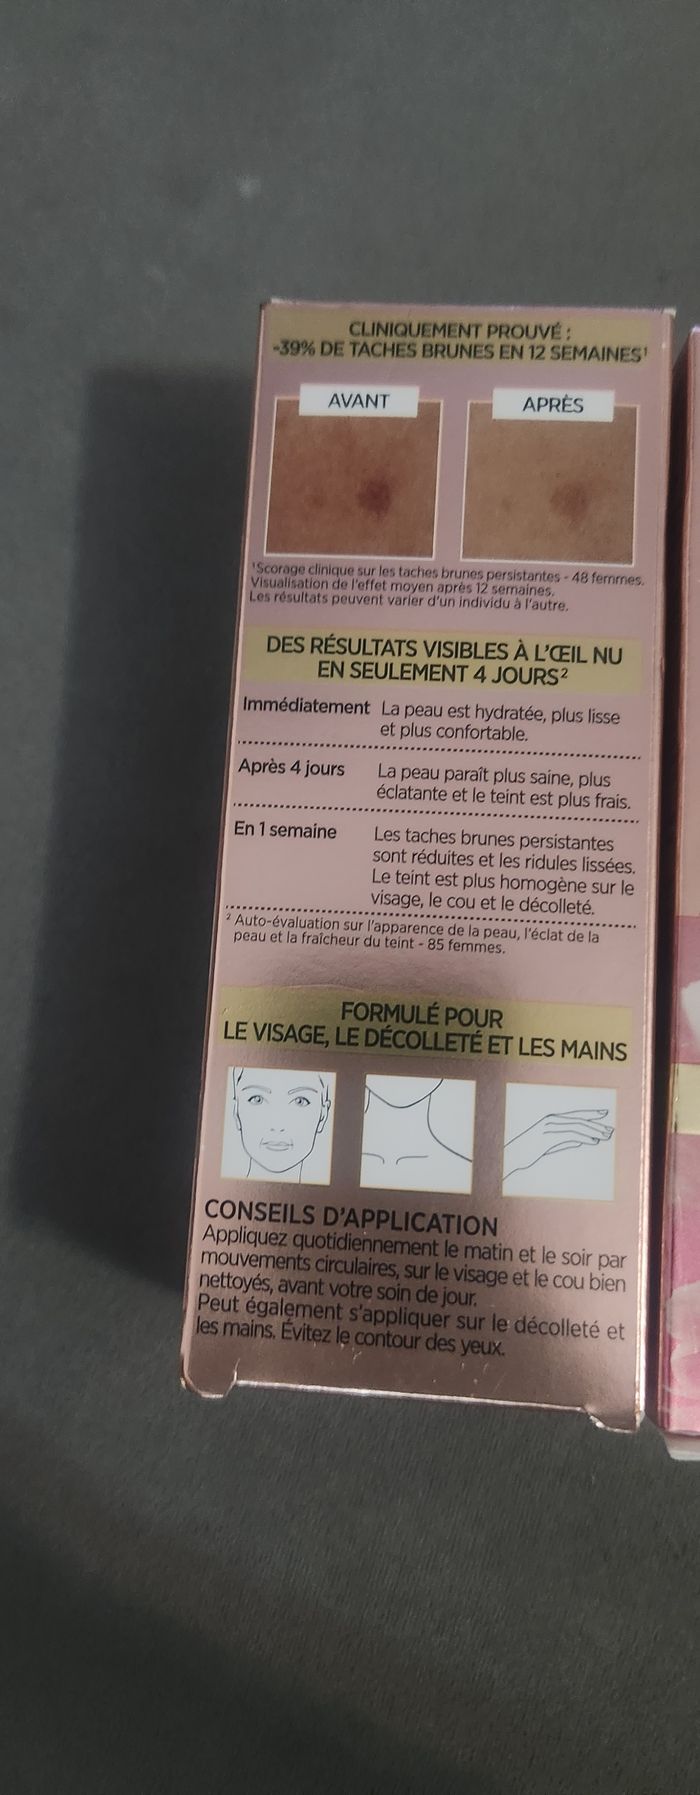 CLINIQUEMENT PROUVÉ :
-39% DE TACHES BRUNES EN 12 SEMAINES¹
AVANT
APRÈS
¹Scorage clinique sur les taches brunes persistantes - 48 femmes.
Visualisation de l'effet moyen après 12 semaines.
Les résultats peuvent varier d'un individu à l'autre.
DES RÉSULTATS VISIBLES À L'ŒIL NU
EN SEULEMENT 4 JOURS²
Immédiatement La peau est hydratée, plus lisse
et plus confortable.
Après 4 jours La peau paraît plus saine, plus
éclatante et le teint est plus frais.
En 1 semaine Les taches brunes persistantes
sont réduites et les ridules lissées.
Le teint est plus homogène sur le
visage, le cou et le décolleté.
² Auto-évaluation sur l'apparence de la peau, l'éclat de la
peau et la fraîcheur du teint - 85 femmes.
FORMULÉ POUR
LE VISAGE, LE DÉCOLLETÉ ET LES MAINS
CONSEILS D'APPLICATION
Appliquez quotidiennement le matin et le soir par
mouvements circulaires, sur le visage et le cou bien
nettoyés, avant votre soin de jour.
Peut également s'appliquer sur le décolleté et
les mains. Évitez le contour des yeux.